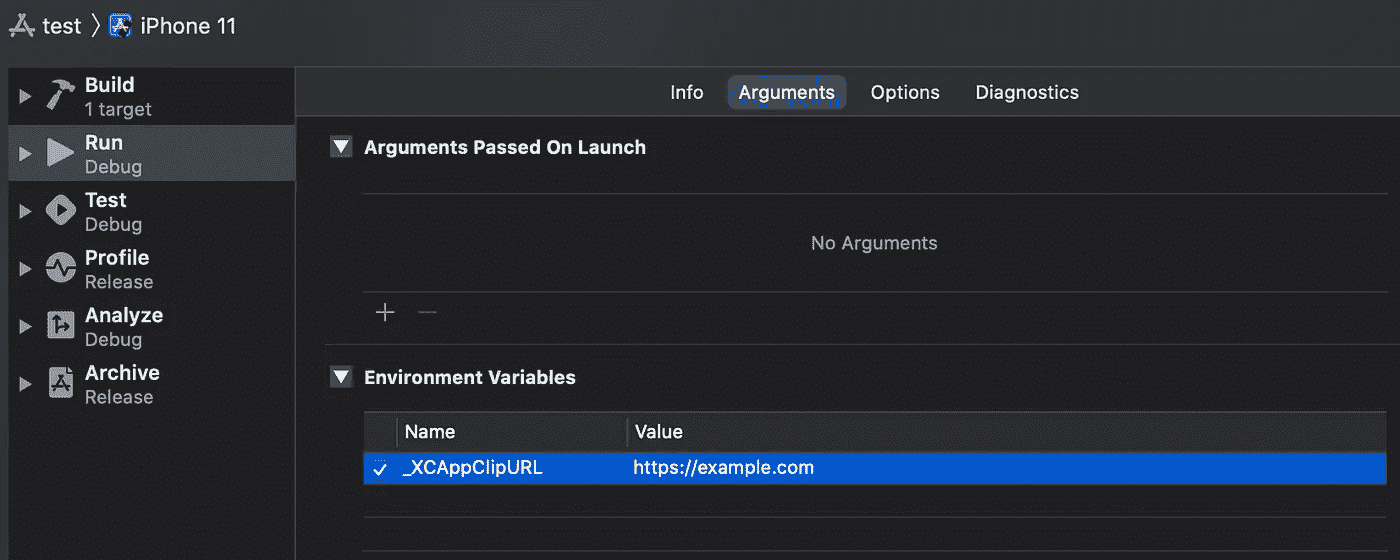 test 〉 iPhone 11
Build
1 target
Run
Debug
Test
Debug
Profile
Release
Analyze
Debug
Archive
Release
Info Arguments Options Diagnostics
Arguments Passed On Launch
No Arguments
Environment Variables
Name Value
_XCAppClipURL https://example.com